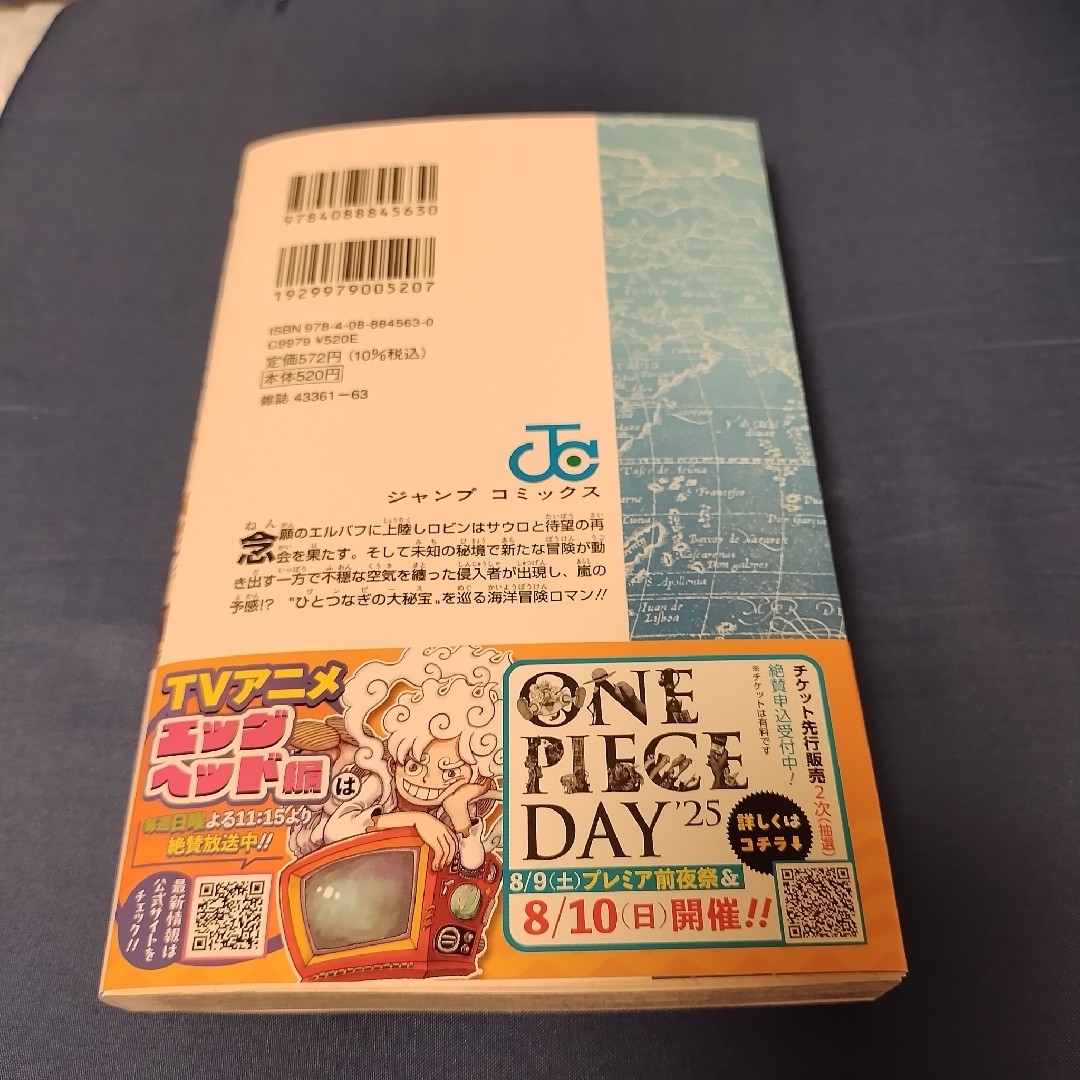 9784088845630
1929979005207
ISBN 978-4-08-884563-0
C9979 ¥520E
定価572円(10%税込)
本体520円
雑誌 43361-63
JC
ジャンプ コミックス
念願のエルバフに上陸しロビンはサウロと待望の再
会を果たす。そして未知の秘境で新たな冒険が動
き出す一方で不穏な空気を纏った侵入者が出現し、嵐の
予感!? "ひとつなぎの大秘宝"を巡る海洋冒険ロマン!!
TVアニメ
エッグ
ヘッド編は
毎週日曜よる11:15より
絶賛放送中!!
最新情報は
公式サイトを
チェック!!
ONE
PIECE
DAY '25
8/9(土)プレミア前夜祭&
8/10(日)開催!!
チケット先行販売2次(抽選)
絶賛申込受付中!
※チケットは有料です
詳しくは
コチラ↓
S. Francesco
Don galopes
S. Apollonia
Iuan de
Lisboa